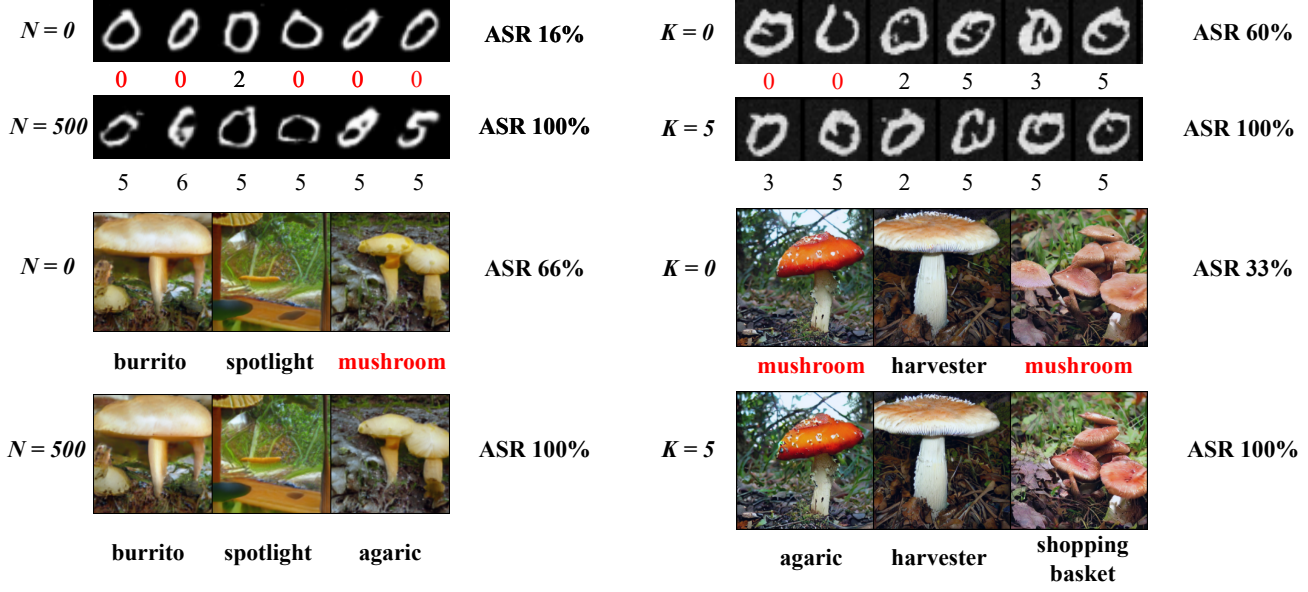 N = 0 ASR 16%
0 0 2 0 0 0
N = 500 ASR 100%
5 6 5 5 5 5
N = 0 ASR 66%
burrito spotlight mushroom
N = 500 ASR 100%
burrito spotlight agaric
K = 0 ASR 60%
0 0 2 5 3 5
K = 5 ASR 100%
3 5 2 5 5 5
K = 0 ASR 33%
mushroom harvester mushroom
K = 5 ASR 100%
agaric harvester shopping
basket